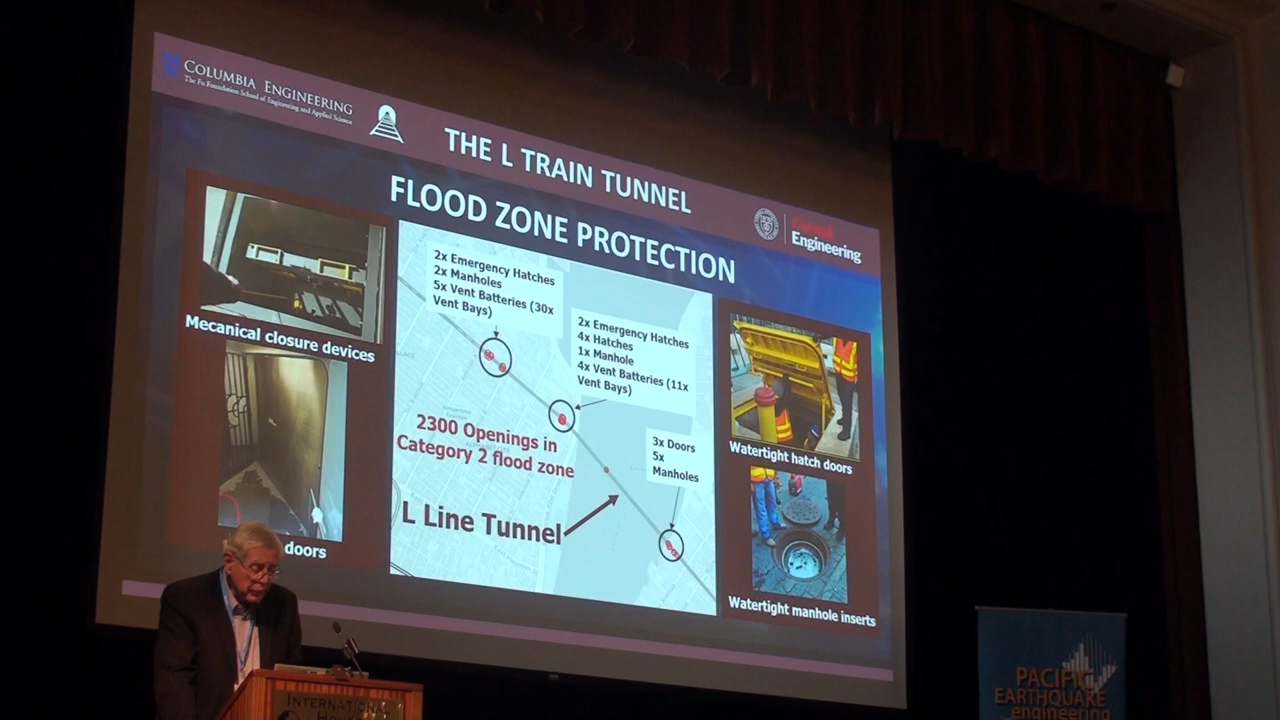 COLUMBIA ENGINEERING
The Fu Foundation School of Engineering and Applied Science
THE L TRAIN TUNNEL
Engineering
FLOOD ZONE PROTECTION
Mecanical closure devices
doors
2x Emergency Hatches
2x Manholes
5x Vent Batteries (30x
Vent Bays)
2x Emergency Hatches
4x Hatches
1x Manhole
4x Vent Batteries (11x
Vent Bays)
2300 Openings in
Category 2 flood zone
3x Doors
5x
Manholes
L Line Tunnel
Watertight hatch doors
Watertight manhole inserts
INTERNATIONAL
PACIFIC
EARTHQUAKE
engineering